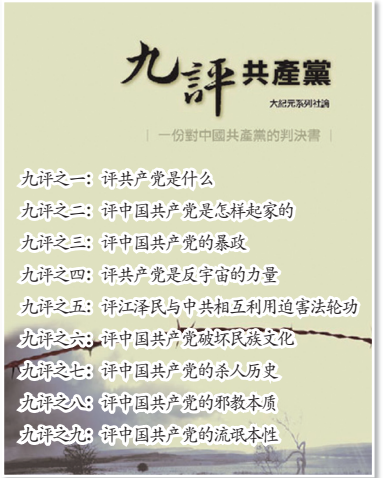 九評共產黨
大紀元系列社論
一份對中國共產黨的判決書
九评之一：评共产党是什么
九评之二：评中国共产党是怎样起家的
九评之三：评中国共产党的暴政
九评之四：评共产党是反宇宙的力量
九评之五：评江泽民与中共相互利用迫害法轮功
九评之六：评中国共产党破坏民族文化
九评之七：评中国共产党的杀人历史
九评之八：评中国共产党的邪教本质
九评之九：评中国共产党的流氓本性